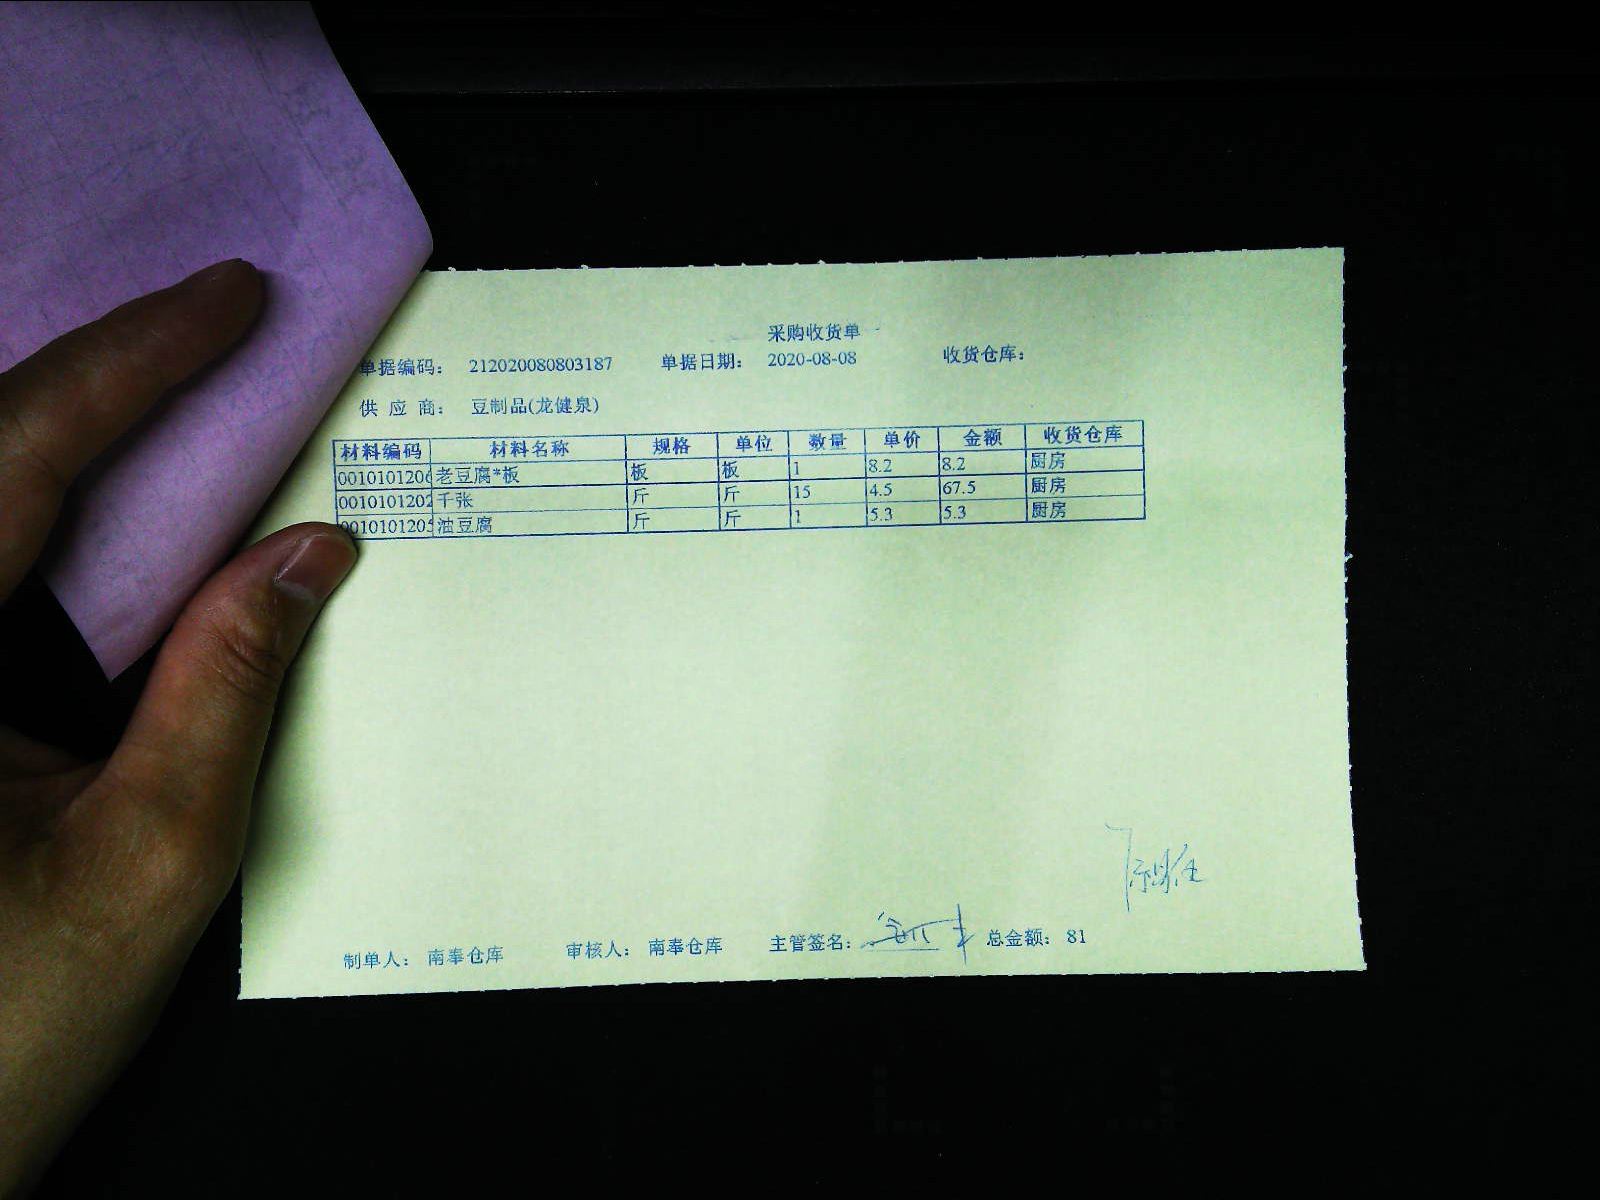 采购收货单
单据编码： 212020080803187 单据日期： 2020-08-08 收货仓库：
供 应 商： 豆制品(龙健泉)
材料编码 材料名称 规格 单位 数量 单价 金额 收货仓库
0010101206 老豆腐*板 板 板 1 8.2 8.2 厨房
0010101202 千张 斤 斤 15 4.5 67.5 厨房
0010101205 油豆腐 斤 斤 1 5.3 5.3 厨房
制单人： 南奉仓库 审核人： 南奉仓库 主管签名： 总金额： 81